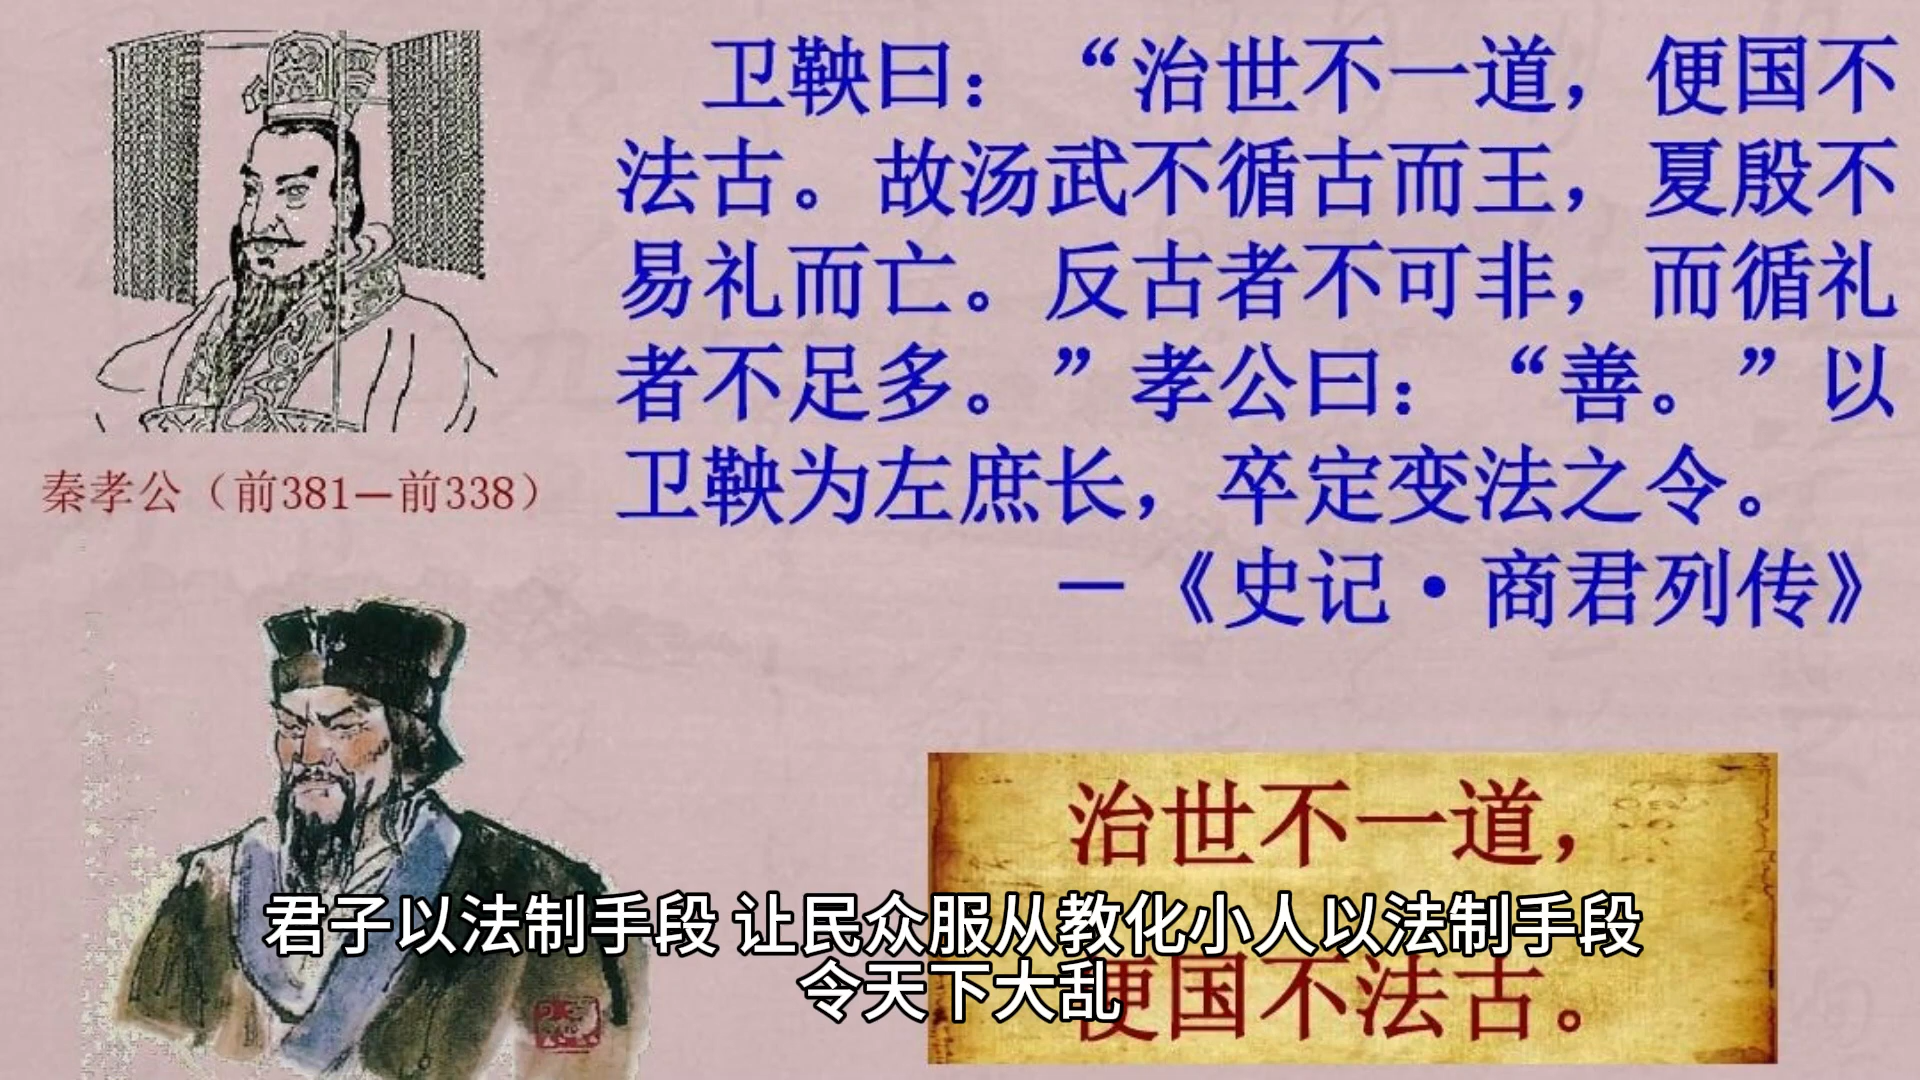 卫鞅曰：“治世不一道，便国不
法古。故汤武不循古而王，夏殷不
易礼而亡。反古者不可非，而循礼
者不足多。”孝公曰：“善。”以
卫鞅为左庶长，卒定变法之令。
—《史记·商君列传》
秦孝公（前381—前338）
治世不一道，
便国不法古。
君子以法制手段 让民众服从教化小人以法制手段
令天下大乱